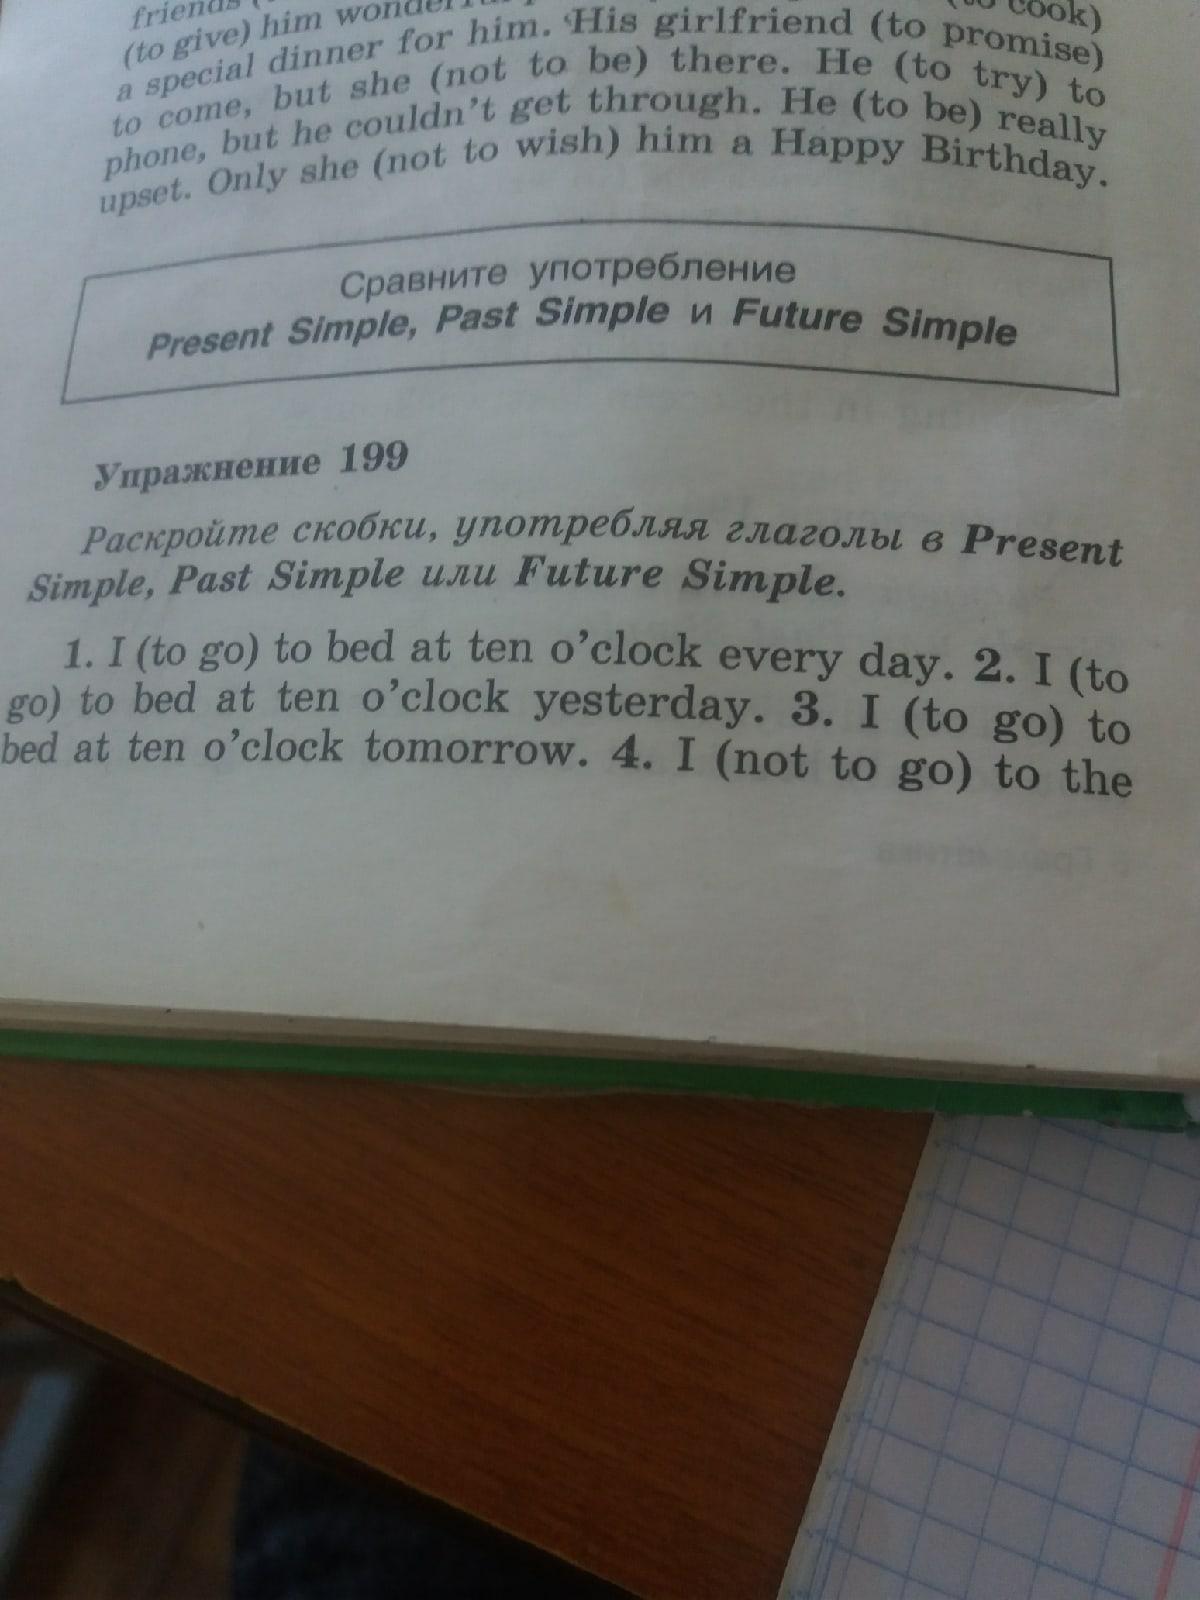 friends
(to give) him wonderful (to cook)
a special dinner for him. His girlfriend (to promise)
to come, but she (not to be) there. He (to try) to
phone, but he couldn't get through. He (to be) really
upset. Only she (not to wish) him a Happy Birthday.
Сравните употребление
Present Simple, Past Simple и Future Simple
Упражнение 199
Раскройте скобки, употребляя глаголы в Present
Simple, Past Simple или Future Simple.
1. I (to go) to bed at ten o'clock every day. 2. I (to
go) to bed at ten o'clock yesterday. 3. I (to go) to
bed at ten o'clock tomorrow. 4. I (not to go) to the